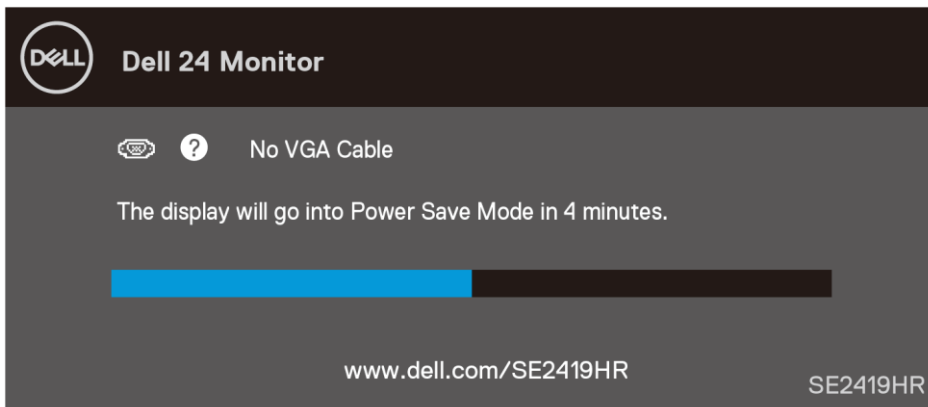 DELL
Dell 24 Monitor
? No VGA Cable
The display will go into Power Save Mode in 4 minutes.
www.dell.com/SE2419HR
SE2419HR